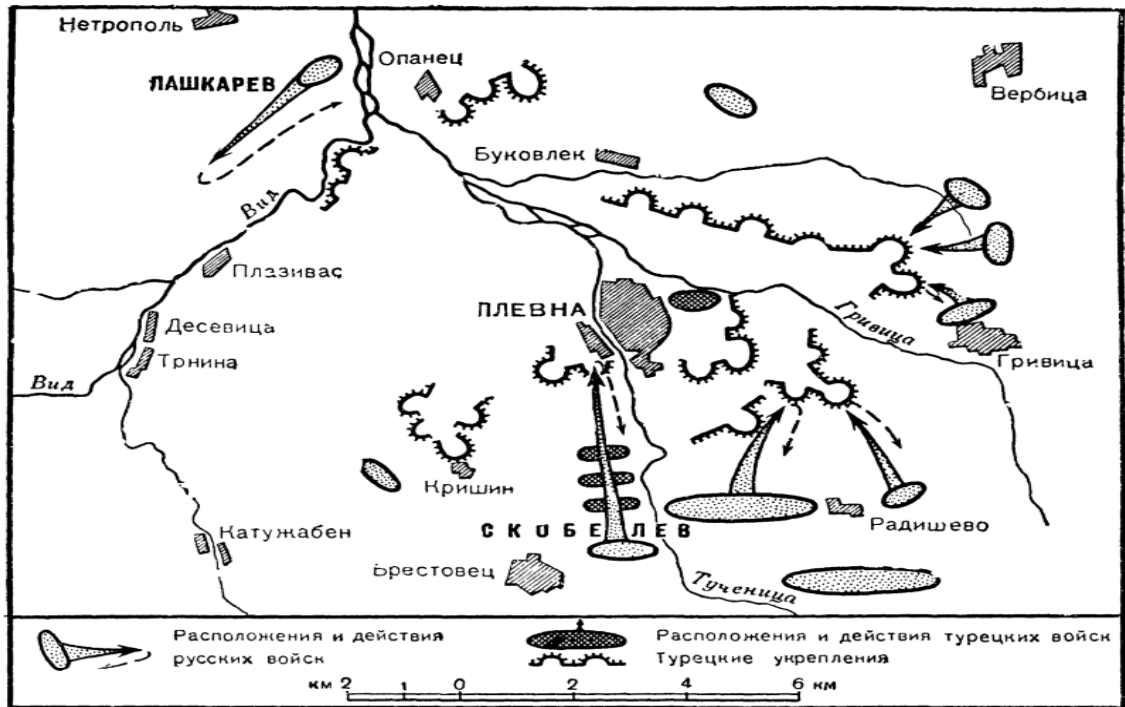 Нетрополь
ЛАШКАРЕВ
Опанец
Вербица
Буковлек
Вид
Плазивас
ПЛЕВНА
Гривица
Гривица
Десевица
Трнина
Вид
Кришин
Радишево
СКОБЕЛЕВ
Катужабен
Брестовец
Тученица
Расположения и действия
русских войск
Расположения и действия турецких войск
Турецкие укрепления
км 2 1 0 2 4 6 км